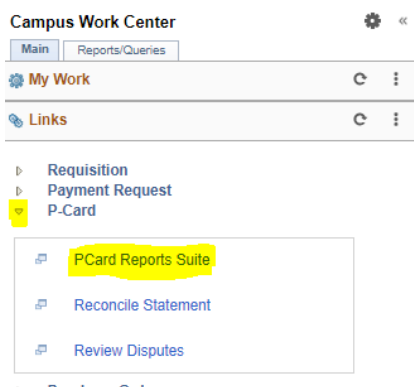 Campus Work Center
Main Reports/Queries
My Work
Links
Requisition
Payment Request
P-Card
PCard Reports Suite
Reconcile Statement
Review Disputes